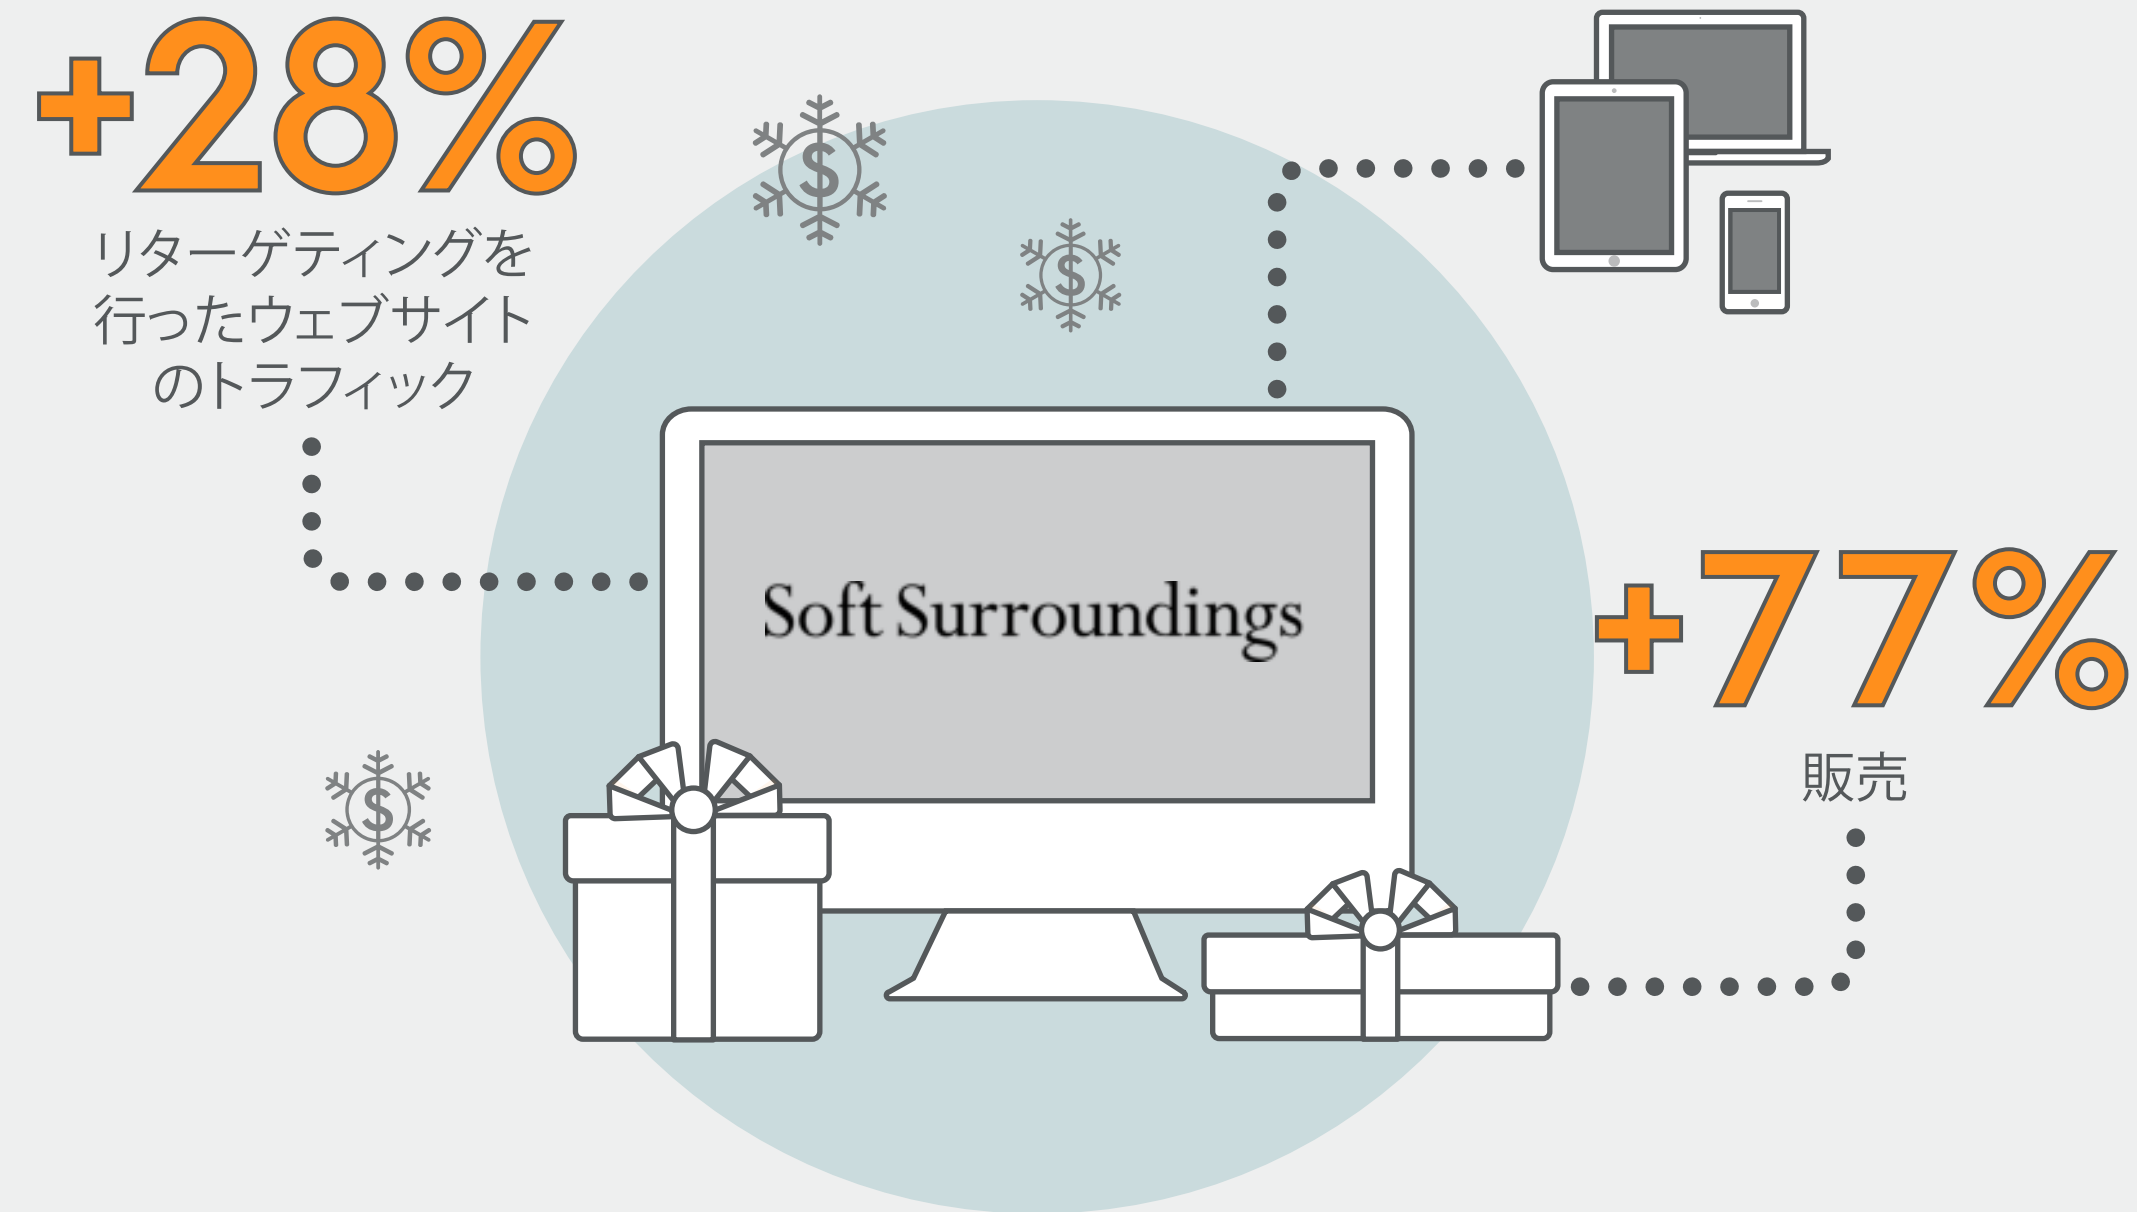 +28%
リターゲティングを
行ったウェブサイト
のトラフィック
$
$
Soft Surroundings
+77%
販売
$